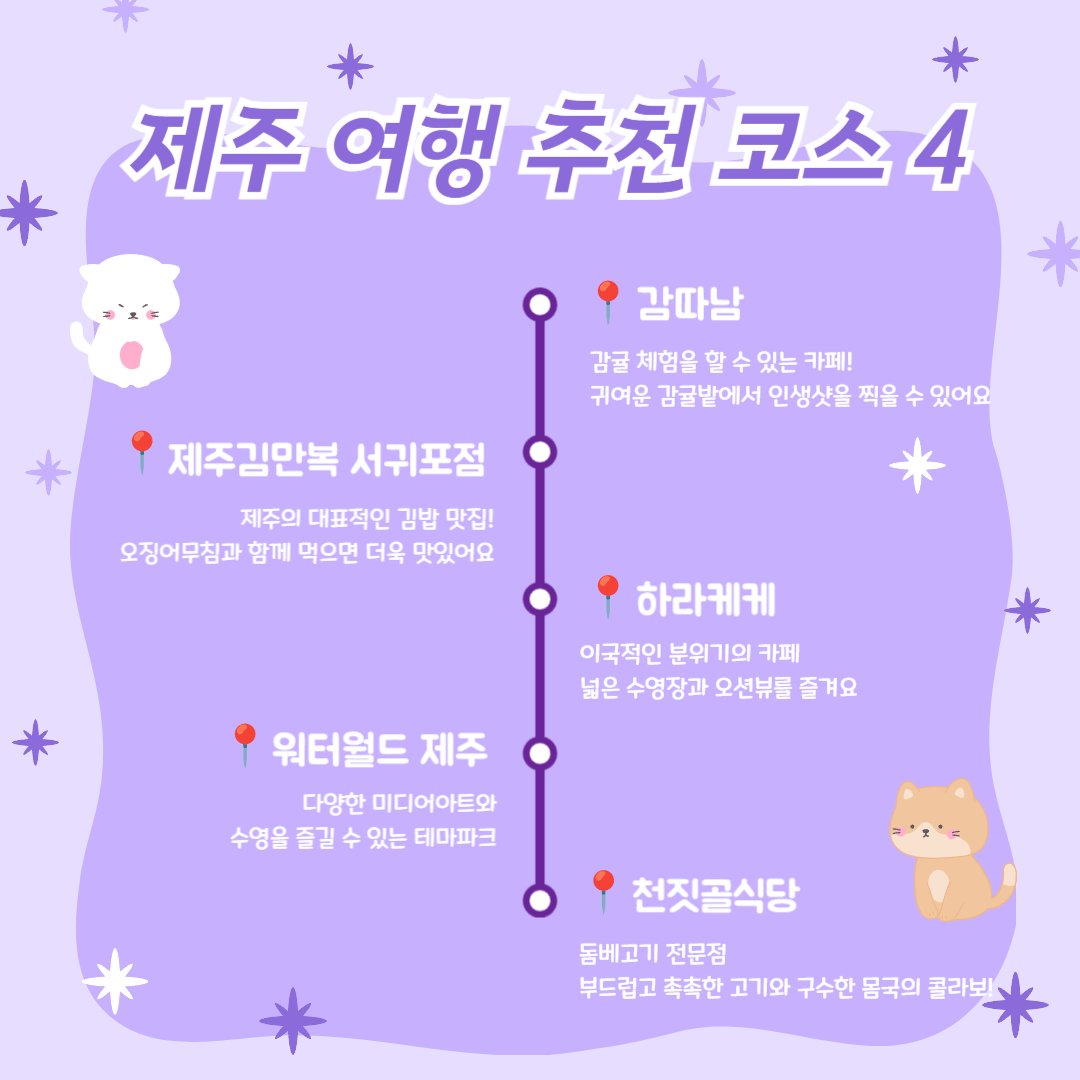 제주 여행 추천 코스 4
감따남
감귤 체험을 할 수 있는 카페!
귀여운 감귤밭에서 인생샷을 찍을 수 있어요
제주김만복 서귀포점
제주의 대표적인 김밥 맛집!
오징어무침과 함께 먹으면 더욱 맛있어요
하라케케
이국적인 분위기의 카페
넓은 수영장과 오션뷰를 즐겨요
워터월드 제주
다양한 미디어아트와
수영을 즐길 수 있는 테마파크
천짓골식당
돔베고기 전문점
부드럽고 촉촉한 고기와 구수한 몸국의 콜라보!